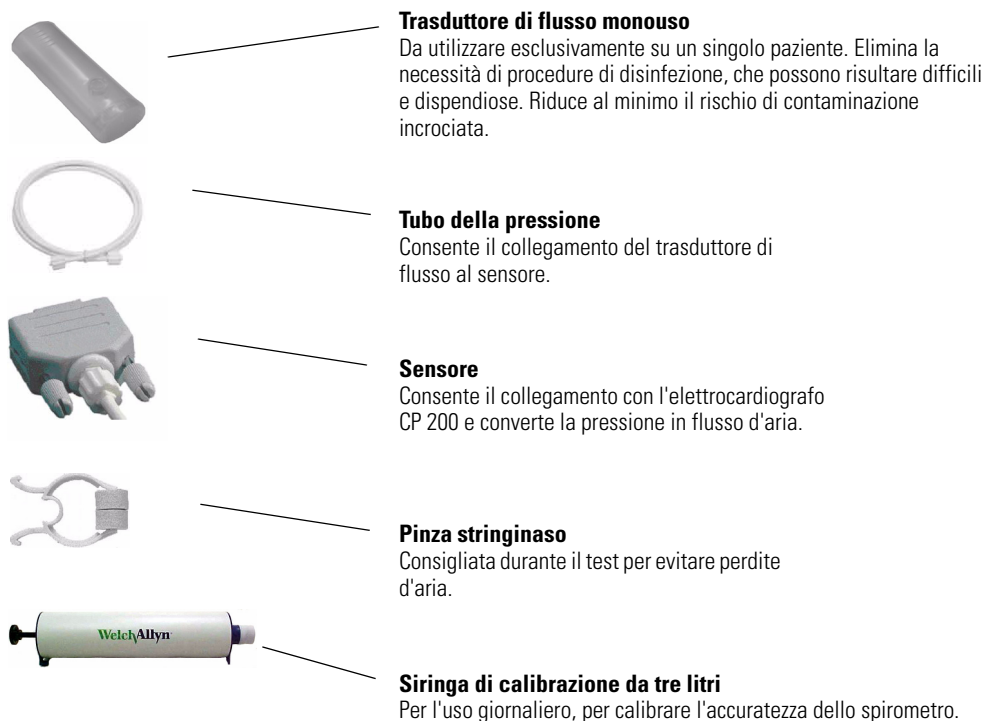 Trasduttore di flusso monouso
Da utilizzare esclusivamente su un singolo paziente. Elimina la
necessità di procedure di disinfezione, che possono risultare difficili
e dispendiose. Riduce al minimo il rischio di contaminazione
incrociata.
Tubo della pressione
Consente il collegamento del trasduttore di
flusso al sensore.
Sensore
Consente il collegamento con l'elettrocardiografo
CP 200 e converte la pressione in flusso d'aria.
Pinza stringinaso
Consigliata durante il test per evitare perdite
d'aria.
WelchAllyn
Siringa di calibrazione da tre litri
Per l'uso giornaliero, per calibrare l'accuratezza dello spirometro.